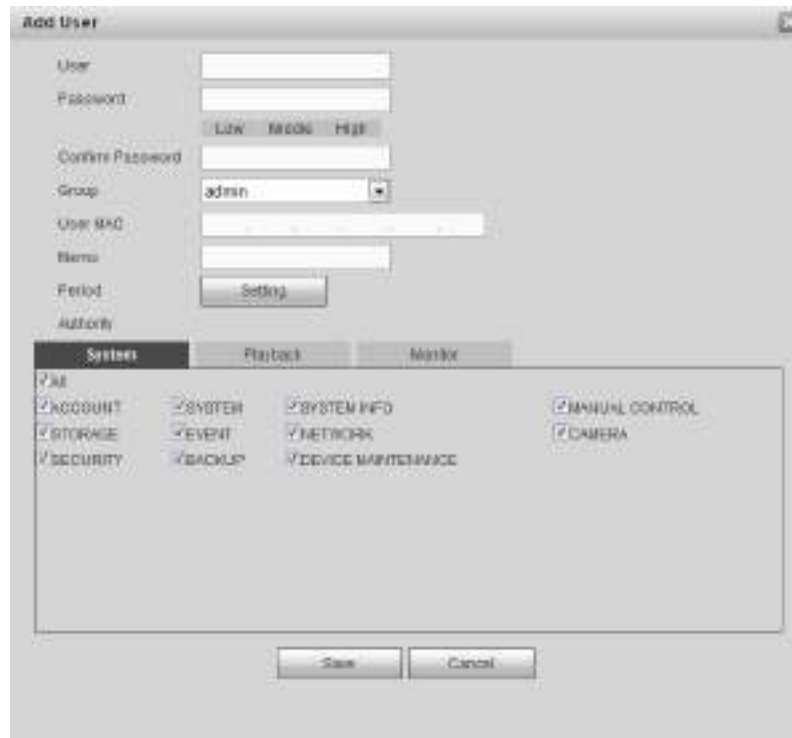 Add User
User
Password
Low Middle High
Confirm Password
Group admin
User MAC
Memo
Period Setting
Authority
System Playback Monitor
All
ACCOUNT SYSTEM SYSTEM INFO MANUAL CONTROL
STORAGE EVENT NETWORK CAMERA
SECURITY BACKUP DEVICE MAINTENANCE
Save Cancel